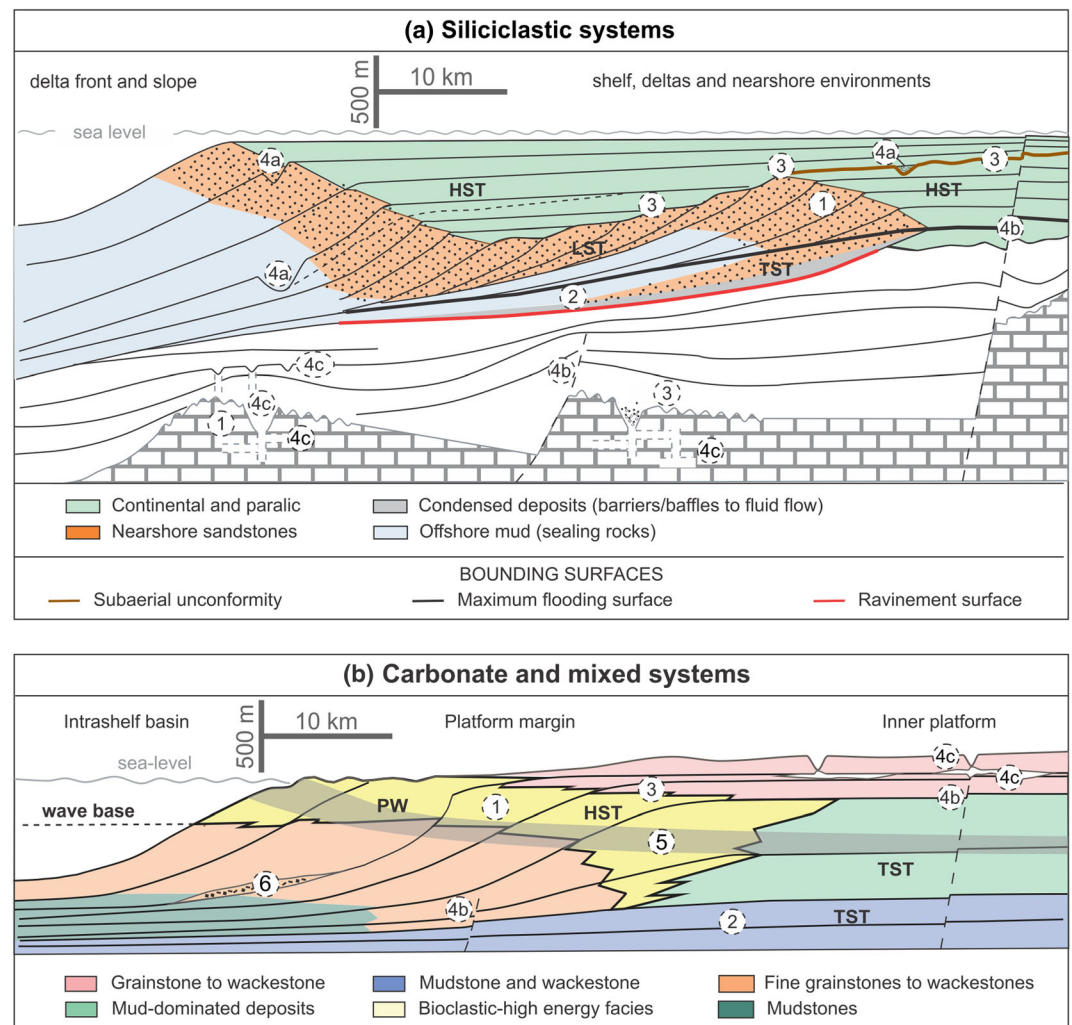 (a) Siliciclastic systems
delta front and slope
500 m
10 km
shelf, deltas and nearshore environments
sea level
4a
4a
3
3
HST
HST
3
1
4b
LST
4a
TST
2
4c
4b
3
4c
1
4c
4c
Continental and paralic
Condensed deposits (barriers/baffles to fluid flow)
Nearshore sandstones
Offshore mud (sealing rocks)
BOUNDING SURFACES
Subaerial unconformity
Maximum flooding surface
Ravinement surface
(b) Carbonate and mixed systems
Intrashelf basin
500 m
10 km
Platform margin
Inner platform
sea-level
4c
4c
3
4b
wave base
PW
1
HST
5
TST
6
4b
2
TST
Grainstone to wackestone
Mudstone and wackestone
Fine grainstones to wackestones
Mud-dominated deposits
Bioclastic-high energy facies
Mudstones